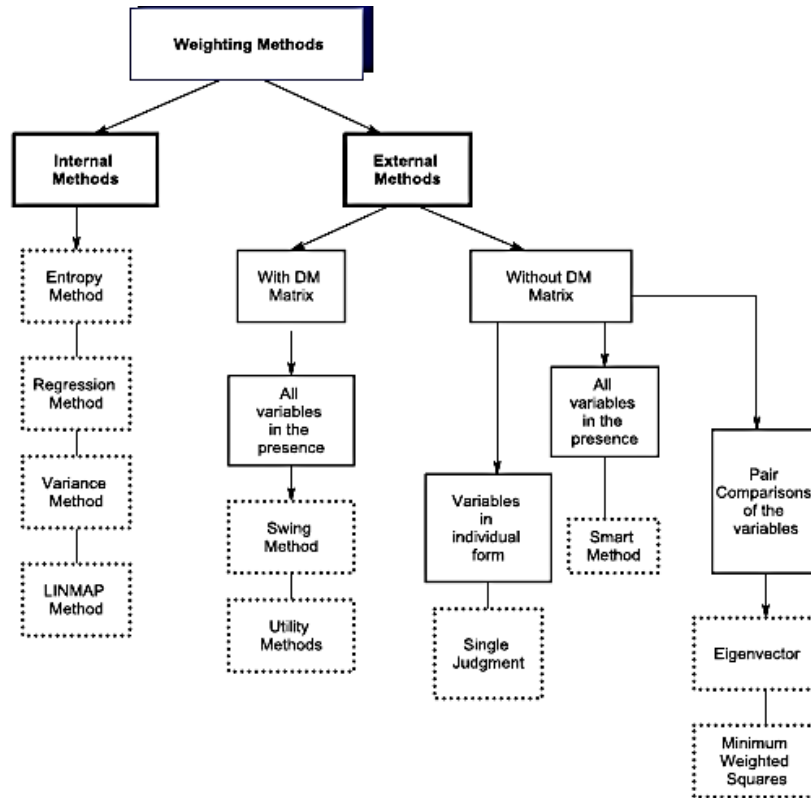 Weighting Methods
Internal
Methods
External
Methods
Entropy
Method
Regression
Method
Variance
Method
LINMAP
Method
With DM
Matrix
All
variables
in the
presence
Swing
Method
Utility
Methods
Without DM
Matrix
Variables
in
individual
form
Single
Judgment
All
variables
in the
presence
Smart
Method
Pair
Comparisons
of the
variables
Eigenvector
Minimum
Weighted
Squares